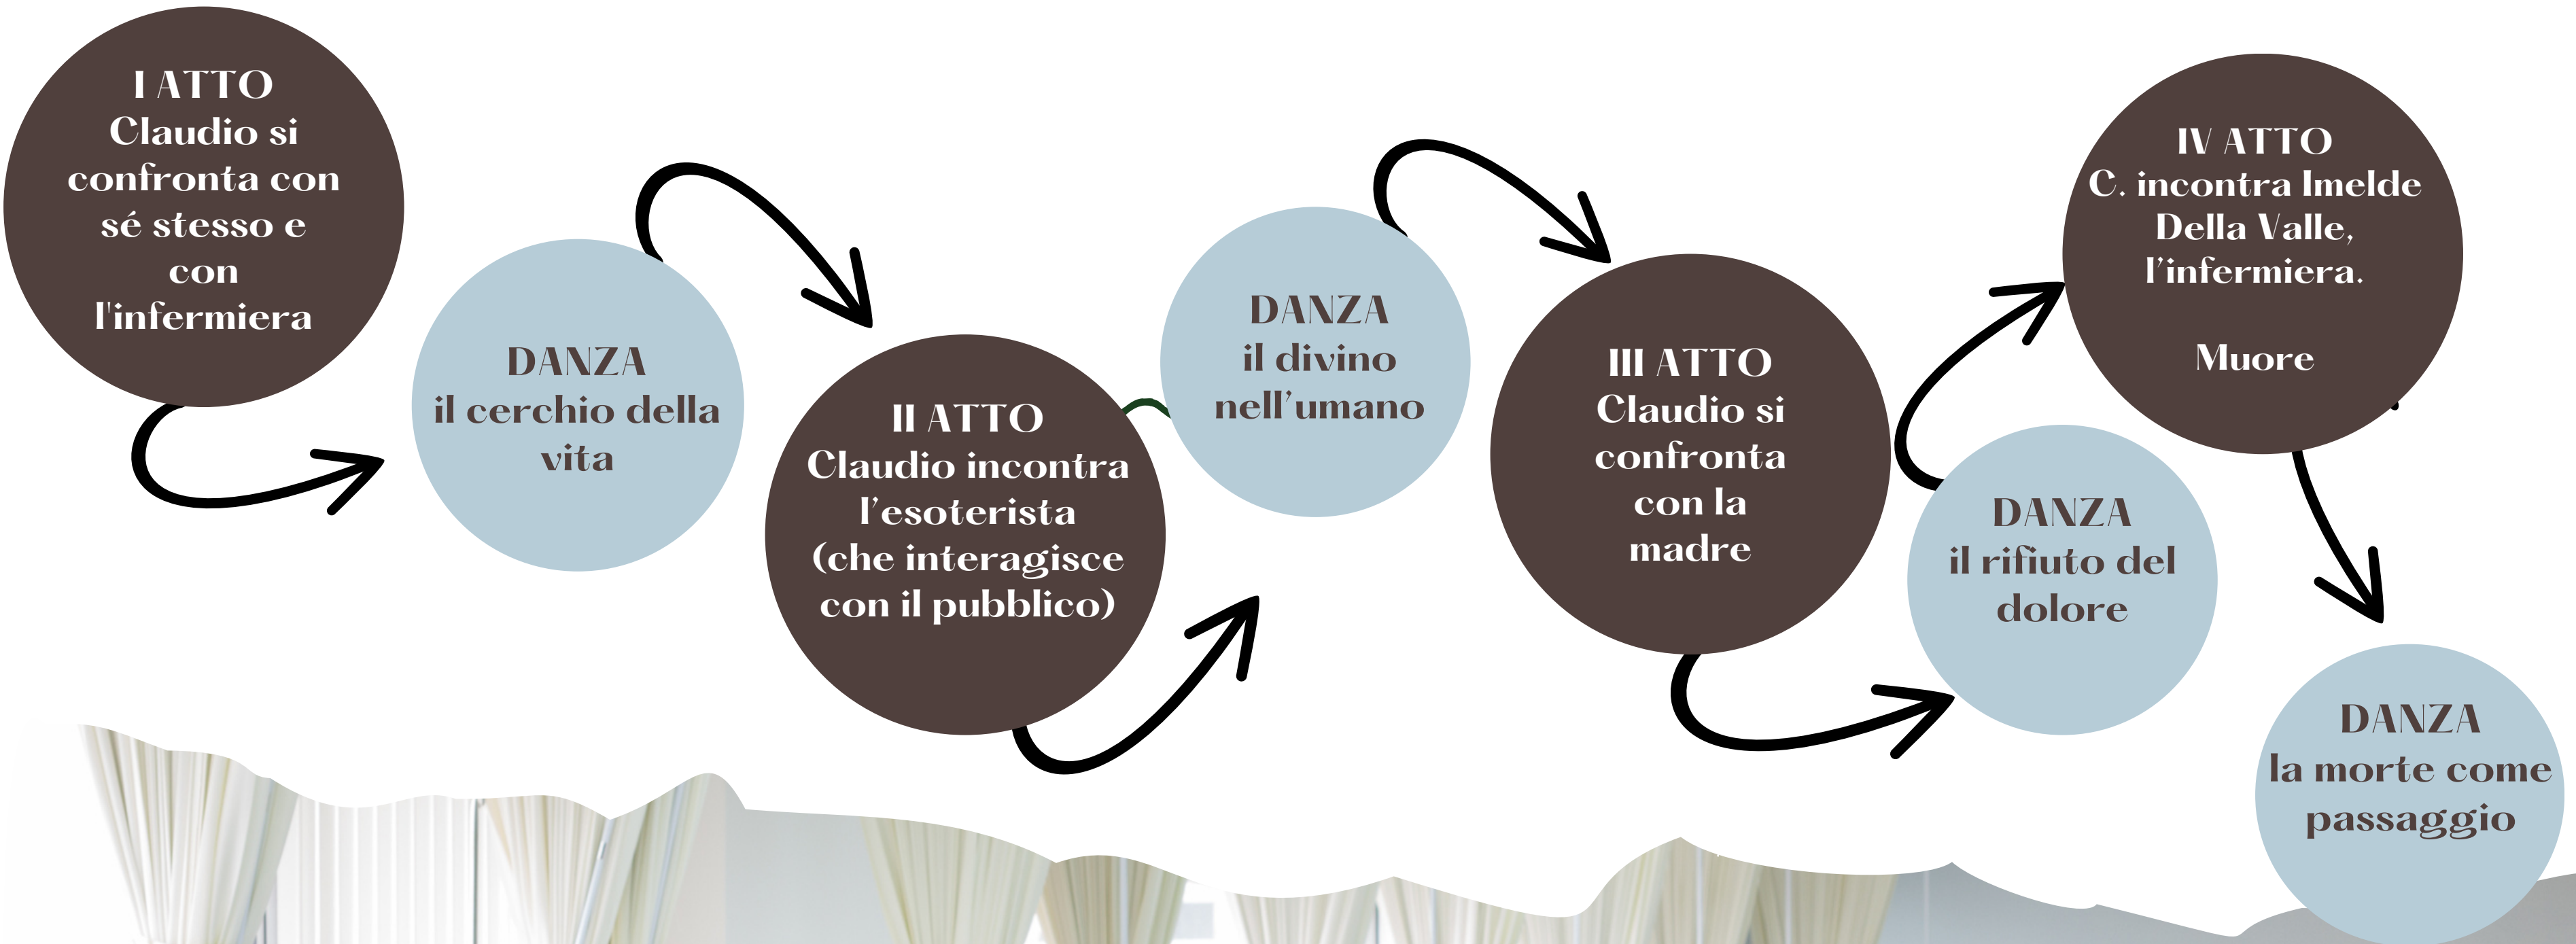 I ATTO
Claudio si
confronta con
sé stesso e
con
l'infermiera
DANZA
il cerchio della
vita
II ATTO
Claudio incontra
l’esoterista
(che interagisce
con il pubblico)
DANZA
il divino
nell’umano
III ATTO
Claudio si
confronta
con la
madre
DANZA
il rifiuto del
dolore
IV ATTO
C. incontra Imelde
Della Valle,
l’infermiera.
Muore
DANZA
la morte come
passaggio